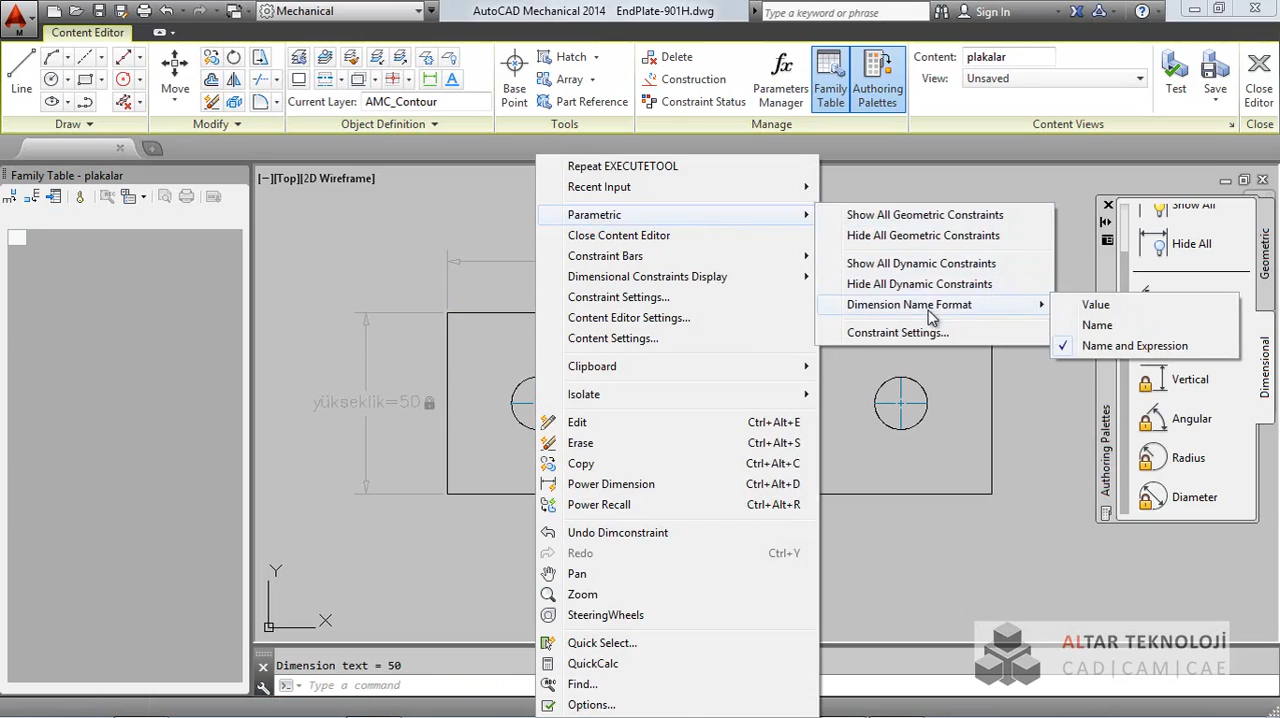 Mechanical
AutoCAD Mechanical 2014 EndPlate-901H.dwg
Type a keyword or phrase
Sign In
M
Content Editor
Line
Draw
Move
Modify
Current Layer: AMC_Contour
Object Definition
Base Point
Hatch
Array
Part Reference
Tools
Delete
Construction
Constraint Status
fx
Parameters Manager
Family Table
Authoring Palettes
Manage
Content: plakalar
View: Unsaved
Content Views
Test
Save
Close Editor
Close
Family Table - plakalar
[−][Top][2D Wireframe]
yükseklik=50
Y
X
Repeat EXECUTETOOL
Recent Input
Parametric
Close Content Editor
Constraint Bars
Dimensional Constraints Display
Constraint Settings...
Content Editor Settings...
Content Settings...
Clipboard
Isolate
Edit Ctrl+Alt+E
Erase Ctrl+Alt+S
Copy Ctrl+Alt+C
Power Dimension Ctrl+Alt+D
Power Recall Ctrl+Alt+R
Undo Dimconstraint
Redo Ctrl+Y
Pan
Zoom
SteeringWheels
Quick Select...
QuickCalc
Find...
Options...
Show All Geometric Constraints
Hide All Geometric Constraints
Show All Dynamic Constraints
Hide All Dynamic Constraints
Dimension Name Format
Constraint Settings...
Value
Name
Name and Expression
Show All
Hide All
Vertical
Angular
Radius
Diameter
Geometric
Dimensional
Authoring Palettes
Dimension text = 50
Type a command
ALTAR TEKNOLOJİ
CAD|CAM|CAE